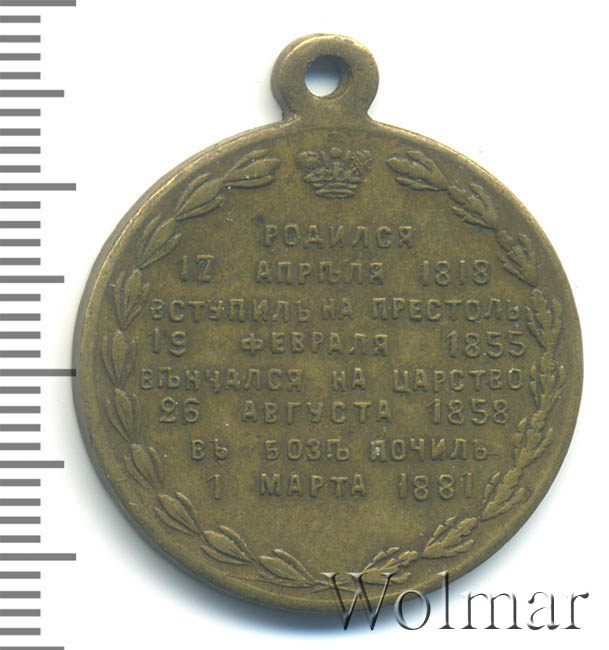 РОДИЛСЯ
17 АПРѢЛЯ 1818
ВСТУПИЛЪ НА ПРЕСТОЛЪ
19 ФЕВРАЛЯ 1855
ВѢНЧАЛСЯ НА ЦАРСТВО
26 АВГУСТА 1858
ВЪ БОЗѢ ПОЧИЛЪ
1 МАРТА 1881
Wolmar